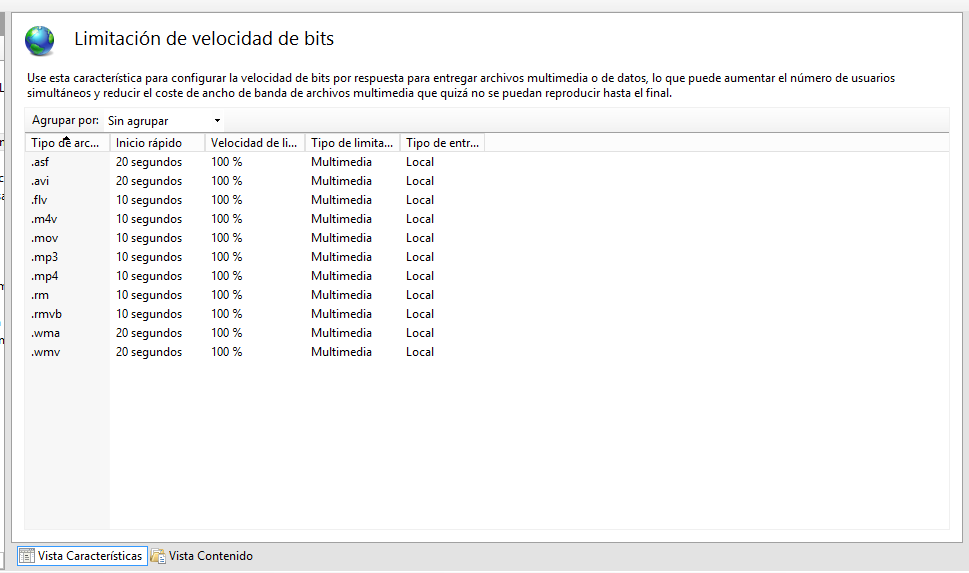 Limitación de velocidad de bits
Use esta característica para configurar la velocidad de bits por respuesta para entregar archivos multimedia o de datos, lo que puede aumentar el número de usuarios
simultáneos y reducir el coste de ancho de banda de archivos multimedia que quizá no se puedan reproducir hasta el final.
Agrupar por: Sin agrupar
Tipo de arc... Inicio rápido Velocidad de li... Tipo de limita... Tipo de entr...
.asf 20 segundos 100 % Multimedia Local
.avi 20 segundos 100 % Multimedia Local
.flv 10 segundos 100 % Multimedia Local
.m4v 10 segundos 100 % Multimedia Local
.mov 10 segundos 100 % Multimedia Local
.mp3 10 segundos 100 % Multimedia Local
.mp4 10 segundos 100 % Multimedia Local
.rm 10 segundos 100 % Multimedia Local
.rmvb 10 segundos 100 % Multimedia Local
.wma 20 segundos 100 % Multimedia Local
.wmv 20 segundos 100 % Multimedia Local
Vista Características Vista Contenido